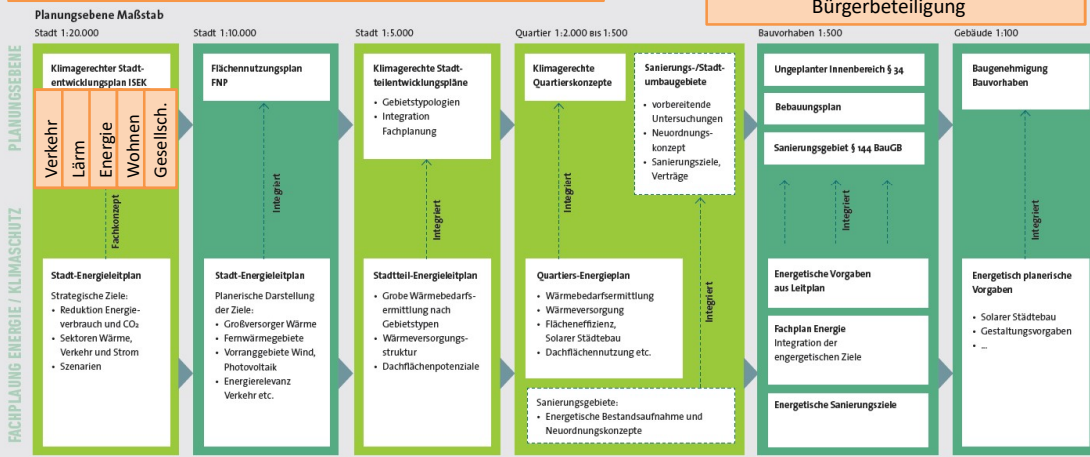 Bürgerbeteiligung
Planungsebene Maßstab
Stadt 1:20.000
Stadt 1:10.000
Stadt 1:5.000
Quartier 1:2.000 BIS 1:500
Bauvorhaben 1:500
Gebäude 1:100
PLANUNGSEBENE
Klimagerechter Stadt-
entwicklungsplan ISEK
Verkehr
Lärm
Energie
Wohnen
Gesellsch.
Fachkonzept
Flächennutzungsplan
FNP
Integriert
Klimagerechte Stadt-
teilentwicklungspläne
• Gebietstypologien
• Integration
Fachplanung
Integriert
Klimagerechte
Quartierskonzepte
Integriert
Sanierungs-/Stadt-
umbaugebiete
• vorbereitende
Untersuchungen
• Neuordnungs-
konzept
• Sanierungsziele,
Verträge
Integriert
Ungeplanter Innenbereich § 34
Bebauungsplan
Sanierungsgebiet § 144 BauGB
Integriert
Baugenehmigung
Bauvorhaben
Integriert
FACHPLAUNG ENERGIE / KLIMASCHUTZ
Stadt-Energieleitplan
Strategische Ziele:
• Reduktion Energie-
verbrauch und CO₂
• Sektoren Wärme,
Verkehr und Strom
• Szenarien
Stadt-Energieleitplan
Planerische Darstellung
der Ziele:
• Großversorger Wärme
• Fernwärmegebiete
• Vorranggebiete Wind,
Photovoltaik
• Energierelevanz
Verkehr etc.
Stadtteil-Energieleitplan
• Grobe Wärmebedarfs-
ermittlung nach
Gebietstypen
• Wärmeversorgungs-
struktur
• Dachflächenpotenziale
Quartiers-Energieplan
• Wärmebedarfsermittlung
• Wärmeversorgung
• Flächeneffizienz,
Solarer Städtebau
• Dachflächennutzung etc.
Sanierungsgebiete:
• Energetische Bestandsaufnahme und
Neuordnungskonzepte
Energetische Vorgaben
aus Leitplan
Fachplan Energie
Integration der
engergetischen Ziele
Energetische Sanierungsziele
Energetisch planerische
Vorgaben
• Solarer Städtebau
• Gestaltungsvorgaben
• ...